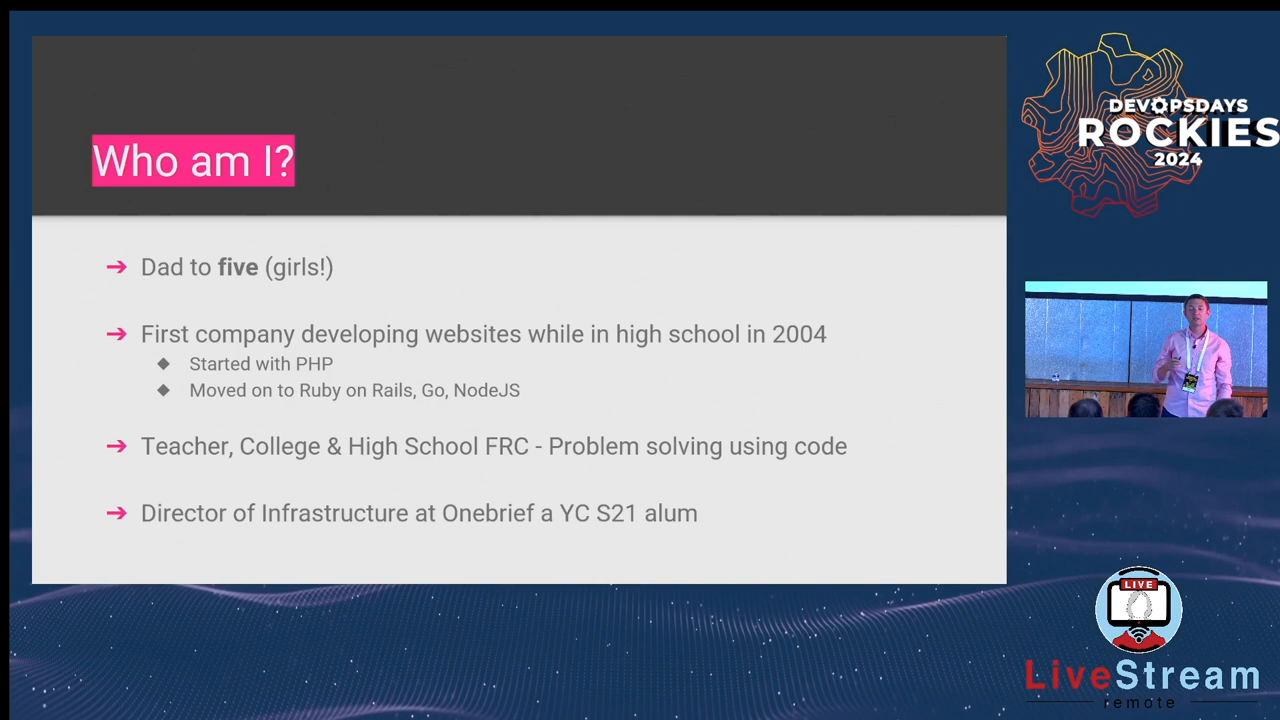 Who am I?
➔ Dad to five (girls!)
➔ First company developing websites while in high school in 2004
◆ Started with PHP
◆ Moved on to Ruby on Rails, Go, NodeJS
➔ Teacher, College & High School FRC - Problem solving using code
➔ Director of Infrastructure at Onebrief a YC S21 alum
DEVOPSDAYS
ROCKIES
2024
LIVE
LiveStream
remote